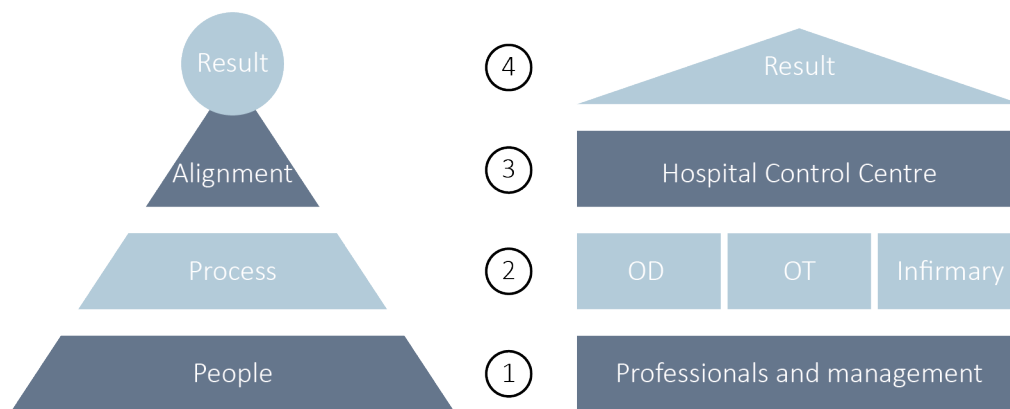 Result
4
Result
Alignment
3
Hospital Control Centre
Process
2
OD
OT
Infirmary
People
1
Professionals and management